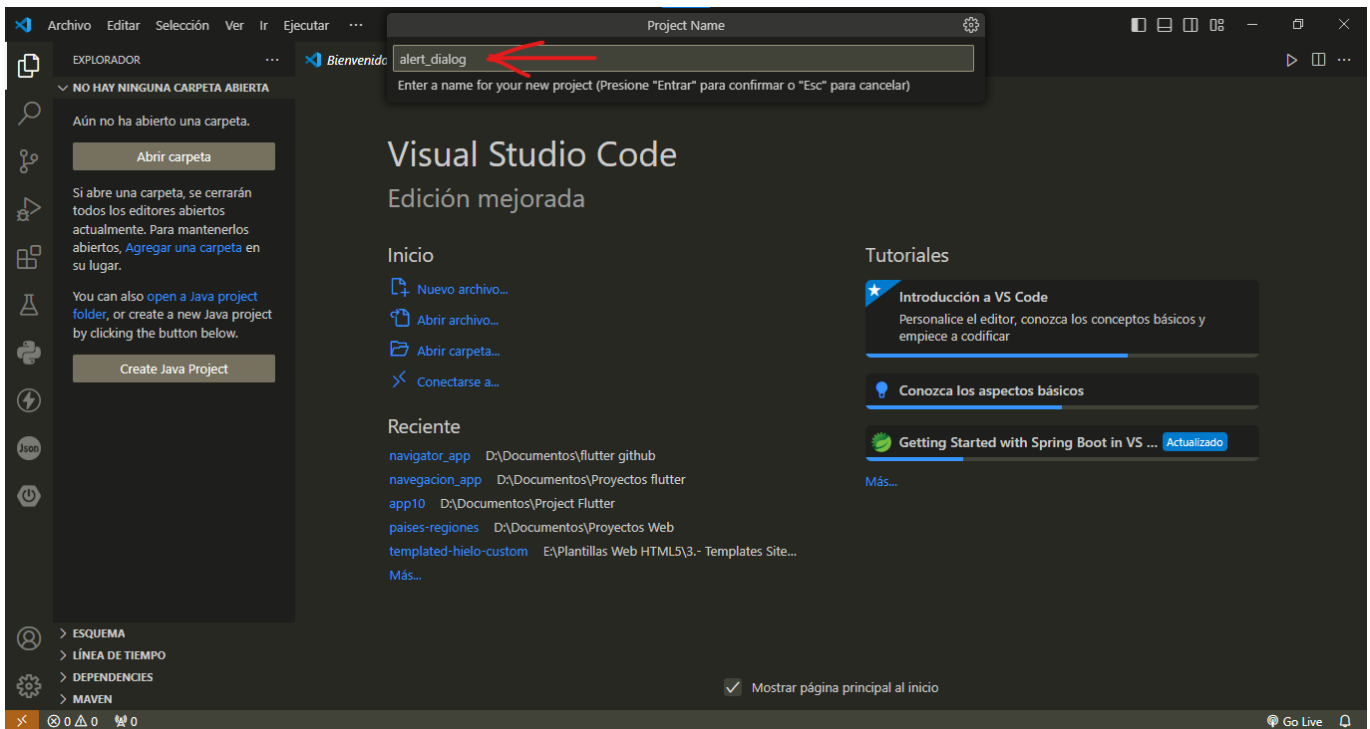 Archivo Editar Selección Ver Ir Ejecutar ···
Project Name
EXPLORADOR ···
Bienvenido
alert_dialog
Enter a name for your new project (Presione "Entrar" para confirmar o "Esc" para cancelar)
NO HAY NINGUNA CARPETA ABIERTA
Aún no ha abierto una carpeta.
Abrir carpeta
Si abre una carpeta, se cerrarán
todos los editores abiertos
actualmente. Para mantenerlos
abiertos, Agregar una carpeta en
su lugar.
You can also open a Java project
folder, or create a new Java project
by clicking the button below.
Create Java Project
Json
ESQUEMA
LÍNEA DE TIEMPO
DEPENDENCIES
MAVEN
Visual Studio Code
Edición mejorada
Inicio
Nuevo archivo...
Abrir archivo...
Abrir carpeta...
Conectarse a...
Reciente
navigator_app D:\Documentos\flutter github
navegacion_app D:\Documentos\Proyectos flutter
app10 D:\Documentos\Project Flutter
paises-regiones D:\Documentos\Proyectos Web
templated-hielo-custom E:\Plantillas Web HTML5\3.- Templates Site...
Más...
Tutoriales
Introducción a VS Code
Personalice el editor, conozca los conceptos básicos y
empiece a codificar
Conozca los aspectos básicos
Getting Started with Spring Boot in VS ... Actualizado
Más...
Mostrar página principal al inicio
0 0 0
Go Live